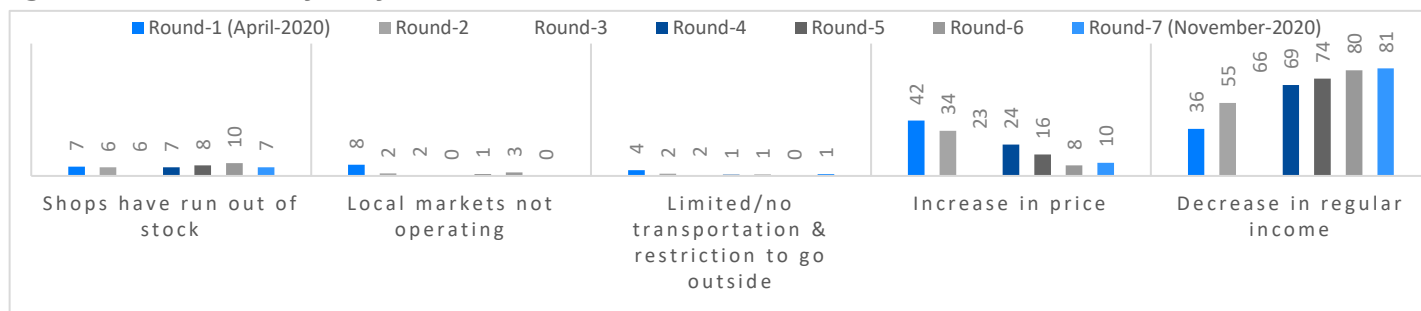 Round-1 (April-2020) Round-2 Round-3 Round-4 Round-5 Round-6 Round-7 (November-2020)
7 6 6 7 8 10 7
8 2 2 0 1 3 0
4 2 2 1 1 0 1
42 34 23 24 16 8 10
36 55 66 69 74 80 81
Shops have run out of
stock
Local markets not
operating
Limited/no
transportation &
restriction to go
outside
Increase in price
Decrease in regular
income